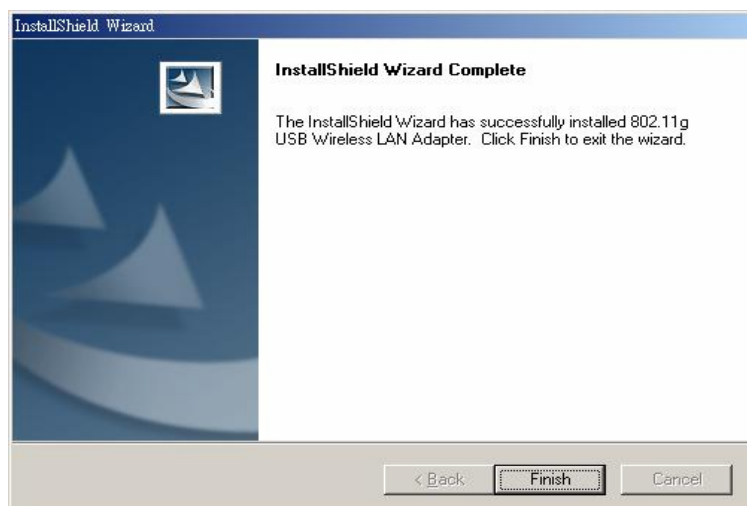 InstallShield Wizard
InstallShield Wizard Complete
The InstallShield Wizard has successfully installed 802.11g
USB Wireless LAN Adapter. Click Finish to exit the wizard.
< Back
Finish
Cancel